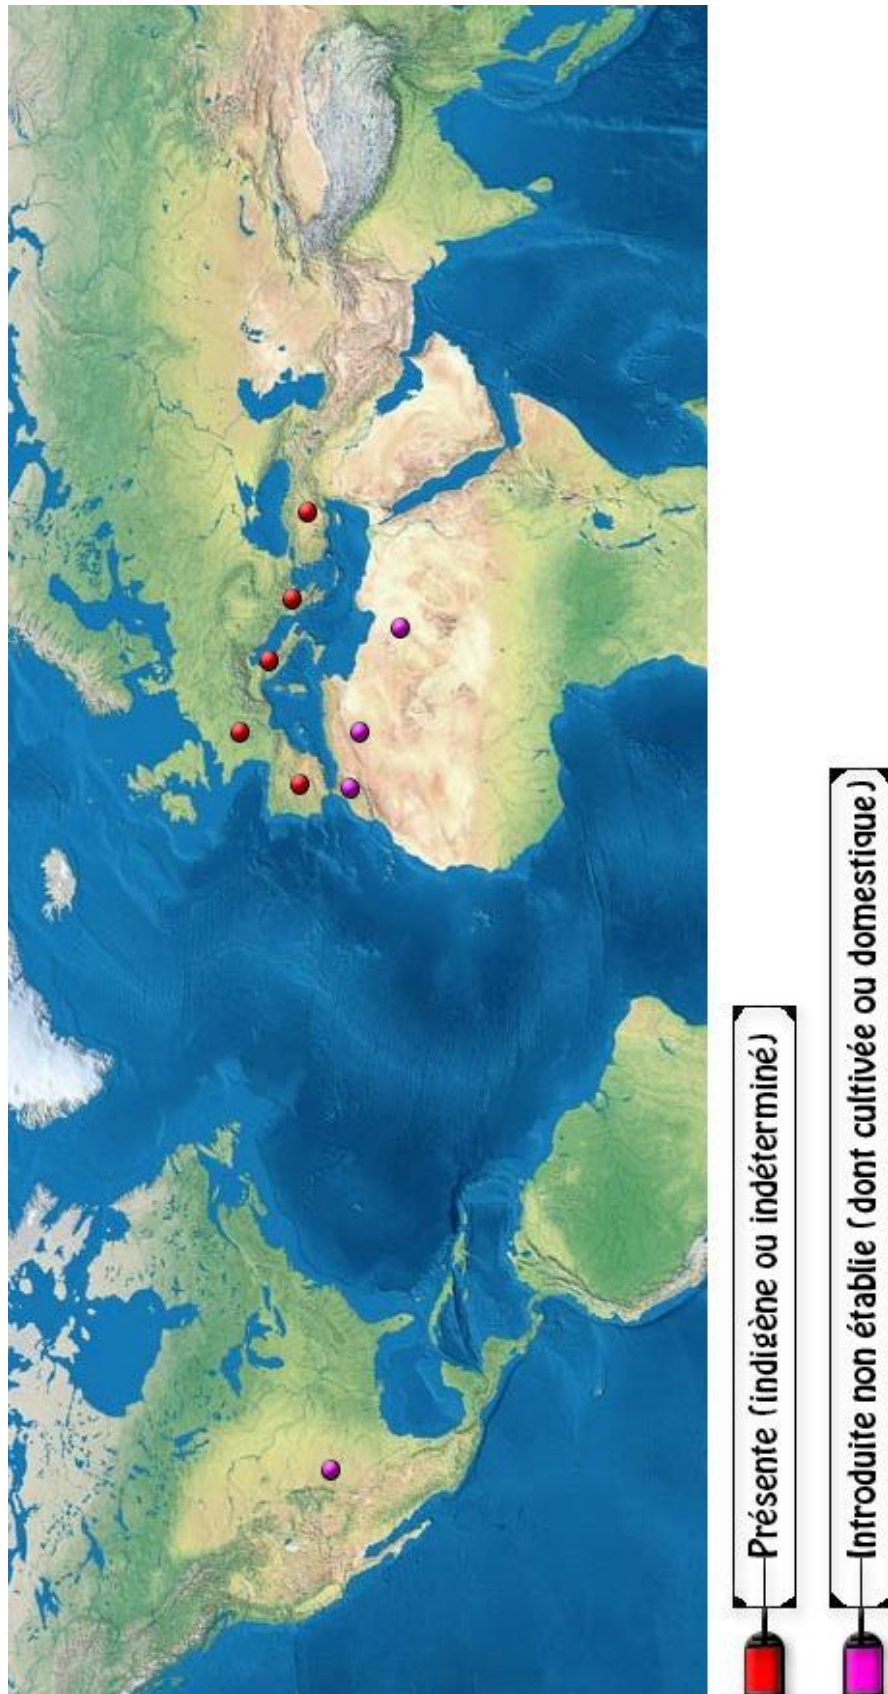 Présente (indigène ou indéterminé)
Introduite non établie (dont cultivée ou domestique)